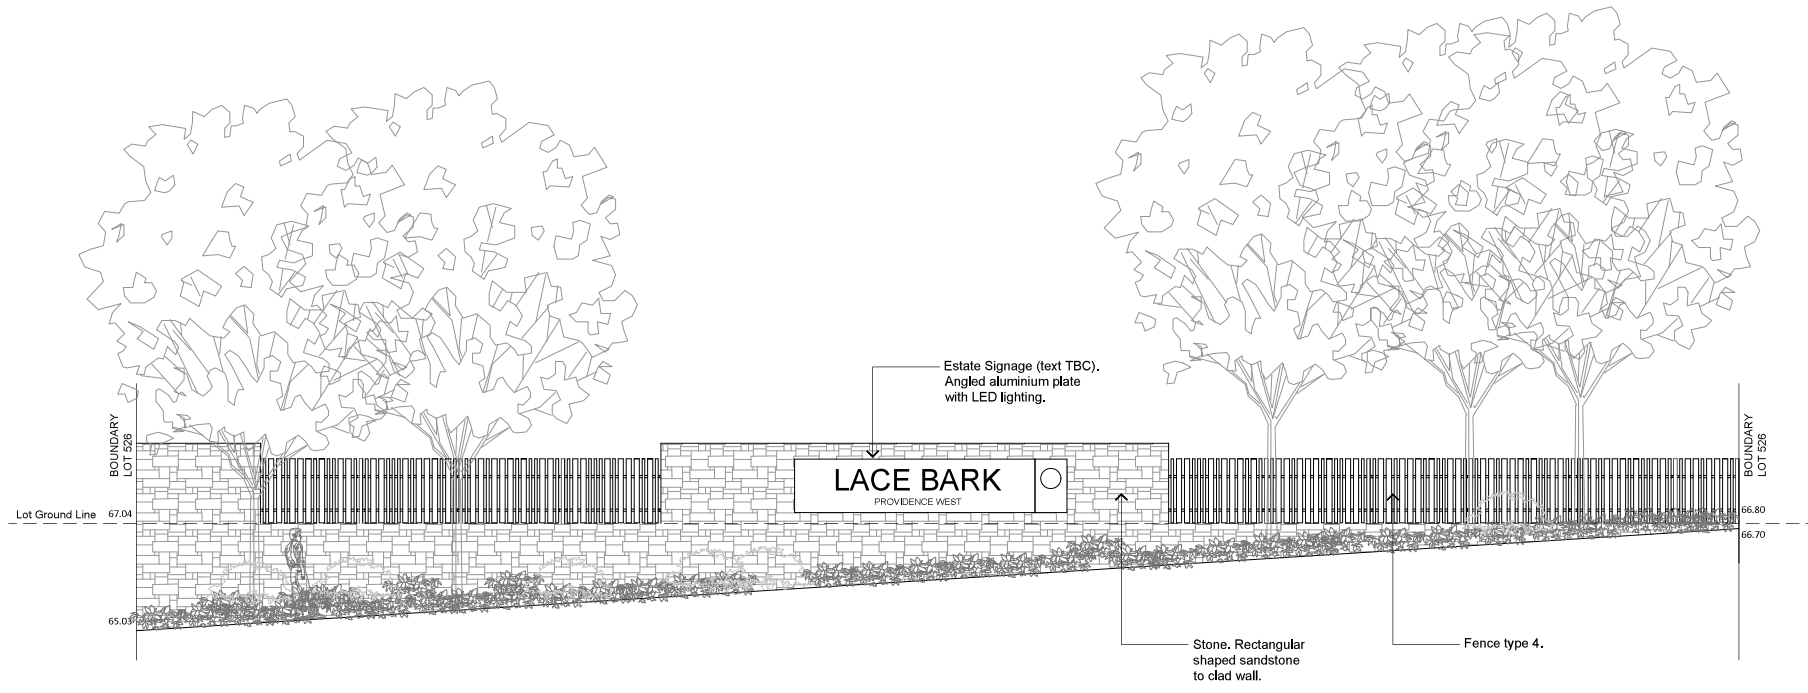 Estate Signage (text TBC).
Angled aluminium plate
with LED lighting.
BOUNDARY
LOT 526
BOUNDARY
LOT 526
LACE BARK
PROVIDENCE WEST
Lot Ground Line
67.04
66.80
66.70
65.03
Stone. Rectangular
shaped sandstone
to clad wall.
Fence type 4.